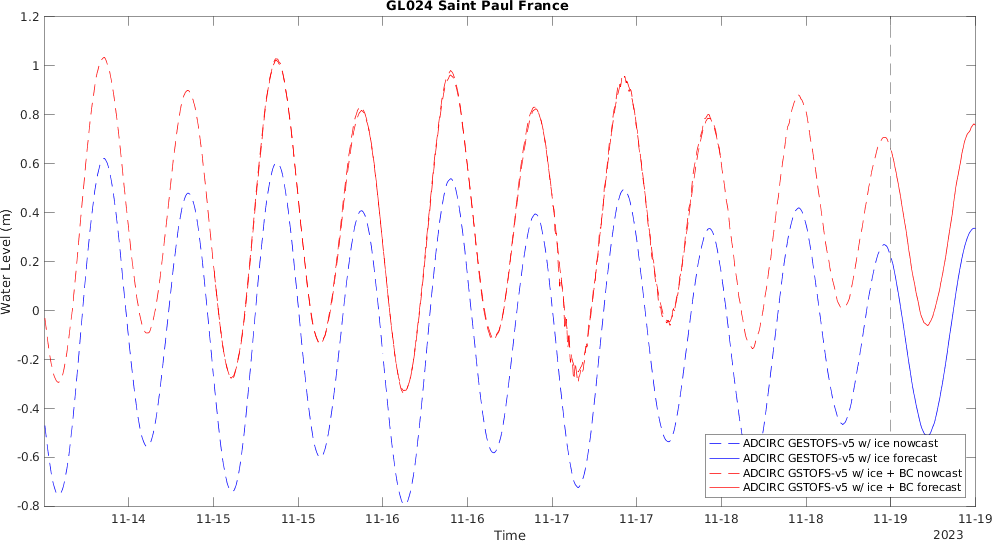 GL024 Saint Paul France
1.2
1
0.8
0.6
0.4
0.2
0
-0.2
-0.4
-0.6
-0.8
Water Level (m)
ADCIRC GESTOFS-v5 w/ ice nowcast
ADCIRC GESTOFS-v5 w/ ice forecast
ADCIRC GSTOFS-v5 w/ ice + BC nowcast
ADCIRC GSTOFS-v5 w/ ice + BC forecast
11-14 11-15 11-15 11-16 11-16 11-17 11-17 11-18 11-18 11-19 11-19
Time
2023